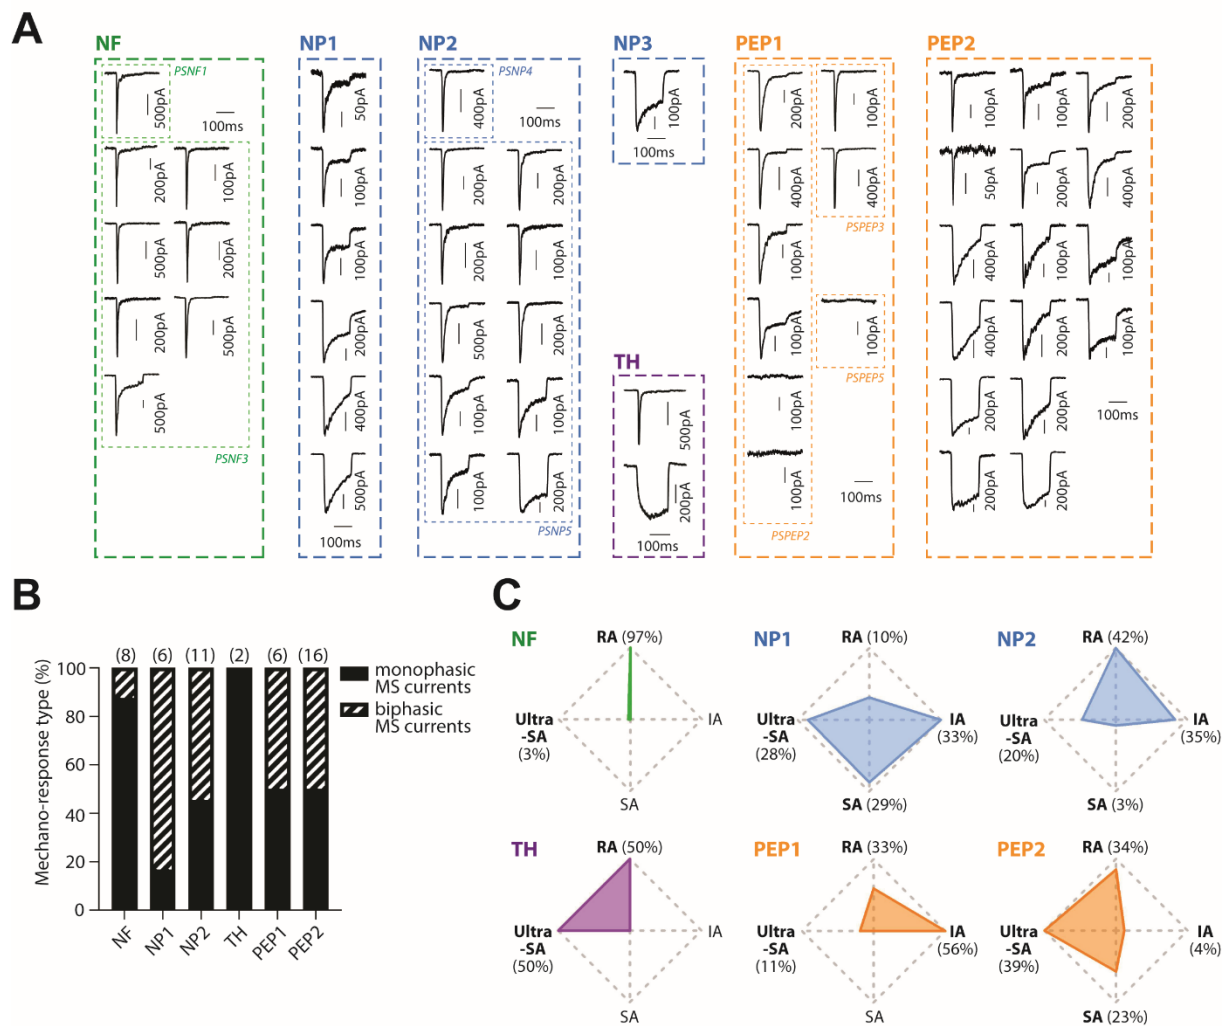 A
NF
NP1
NP2
NP3
PEP1
PEP2
PSNF1
500pA
100ms
200pA
100pA
500pA
200pA
200pA
500pA
500pA
PSNF3
50pA
100pA
100pA
200pA
400pA
500pA
100ms
PSNP4
400pA
100ms
200pA
200pA
200pA
100pA
500pA
200pA
100pA
200pA
100pA
200pA
PSNP5
100pA
100ms
TH
500pA
200pA
100ms
200pA
100pA
400pA
400pA
PSPEP3
100pA
100pA
100pA
PSPEP5
100pA
100pA
100ms
PSPEP2
100pA
100pA
200pA
50pA
200pA
400pA
400pA
100pA
100pA
400pA
200pA
100pA
200pA
200pA
100ms
200pA
200pA
B
(8) (6) (11) (2) (6) (16)
Mechano-response type (%)
100
80
60
40
20
0
NF NP1 NP2 TH PEP1 PEP2
monophasic
MS currents
biphasic
MS currents
C
NF
RA (97%)
IA
SA
Ultra
-SA
(3%)
NP1
RA (10%)
IA
(33%)
SA (29%)
Ultra
-SA
(28%)
NP2
RA (42%)
IA
(35%)
SA (3%)
Ultra
-SA
(20%)
TH
RA (50%)
IA
SA
Ultra
-SA
(50%)
PEP1
RA (33%)
IA
(56%)
SA
Ultra
-SA
(11%)
PEP2
RA (34%)
IA
(4%)
SA (23%)
Ultra
-SA
(39%)